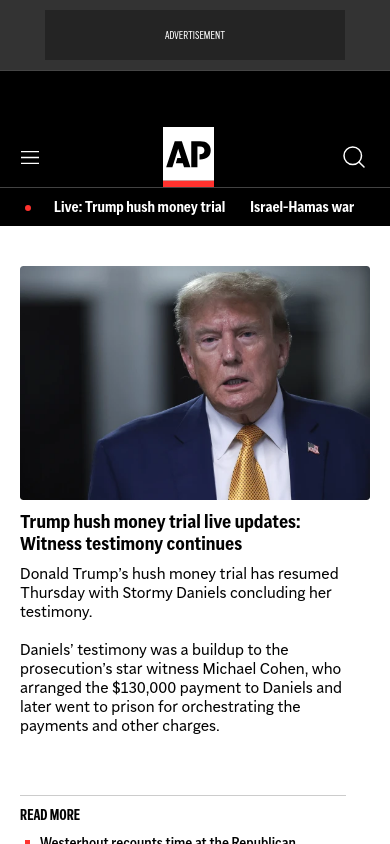 ADVERTISEMENT
AP
Live: Trump hush money trial Israel-Hamas war
Trump hush money trial live updates:
Witness testimony continues
Donald Trump’s hush money trial has resumed
Thursday with Stormy Daniels concluding her
testimony.
Daniels’ testimony was a buildup to the
prosecution’s star witness Michael Cohen, who
arranged the $130,000 payment to Daniels and
later went to prison for orchestrating the
payments and other charges.
READ MORE
Westerhout recounts time at the Republican